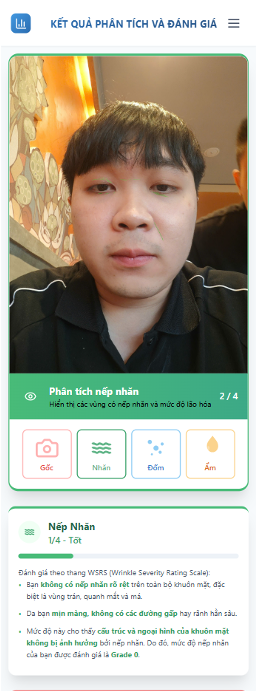 KẾT QUẢ PHÂN TÍCH VÀ ĐÁNH GIÁ
Phân tích nếp nhăn
2 / 4
Hiển thị các vùng có nếp nhăn và mức độ lão hóa
Gốc
Nhăn
Đốm
Ẩm
Nếp Nhăn
1/4 - Tốt
Đánh giá theo thang WSRS (Wrinkle Severity Rating Scale):
Bạn không có nếp nhăn rõ rệt trên toàn bộ khuôn mặt, đặc
biệt là vùng trán, quanh mắt và má.
Da bạn mịn màng, không có các đường gấp hay rãnh hằn sâu.
Mức độ này cho thấy cấu trúc và ngoại hình của khuôn mặt
không bị ảnh hưởng bởi nếp nhăn. Do đó, mức độ nếp nhăn
của bạn được đánh giá là Grade 0.